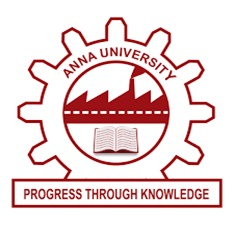 ANNA UNIVERSITY
PROGRESS THROUGH KNOWLEDGE